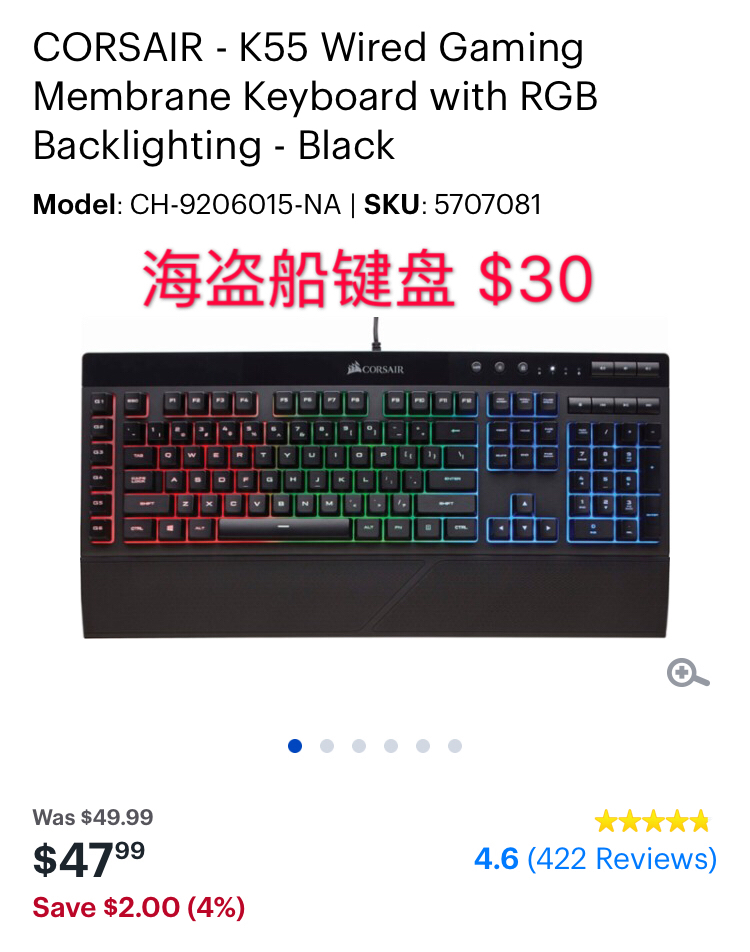 CORSAIR - K55 Wired Gaming
Membrane Keyboard with RGB
Backlighting - Black
Model: CH-9206015-NA | SKU: 5707081
海盗船键盘 $30
CORSAIR
Was $49.99
$47.99
4.6 (422 Reviews)
Save $2.00 (4%)